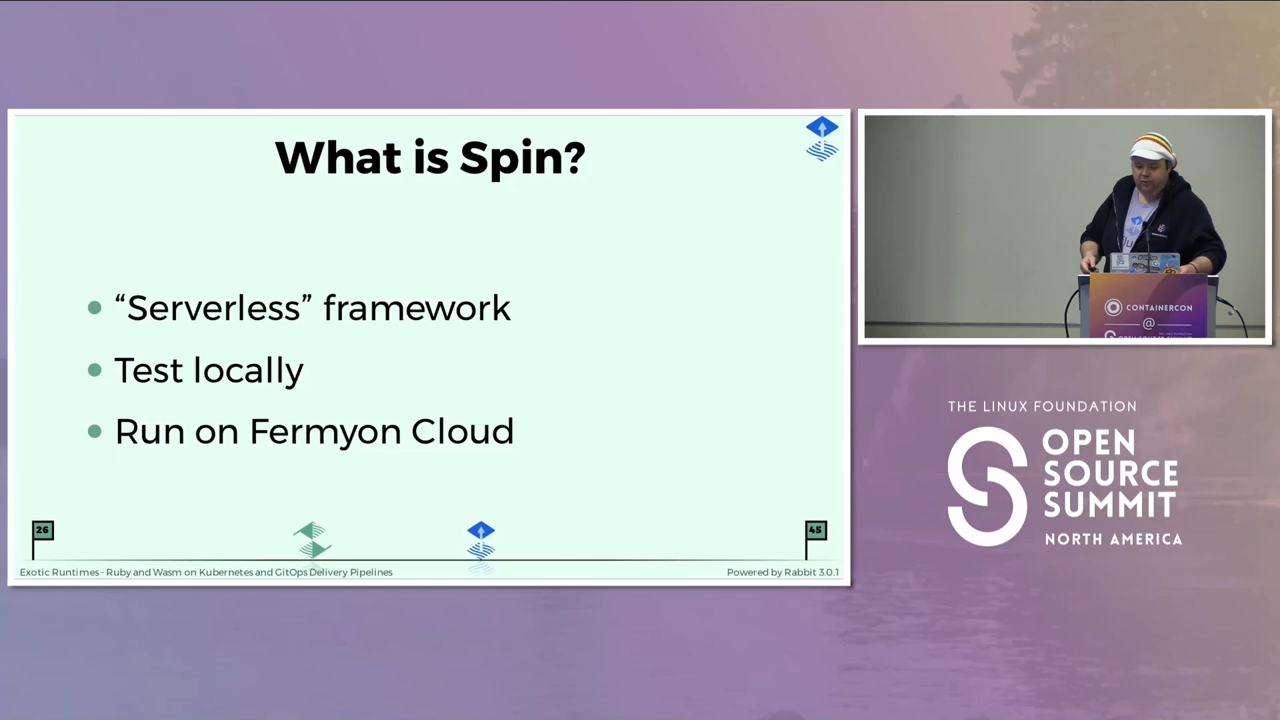 What is Spin?
“Serverless” framework
Test locally
Run on Fermyon Cloud
26
45
Exotic Runtimes - Ruby and Wasm on Kubernetes and GitOps Delivery Pipelines
Powered by Rabbit 3.0.1
CONTAINERCON
@
THE LINUX FOUNDATION
OPEN
SOURCE
SUMMIT
NORTH AMERICA